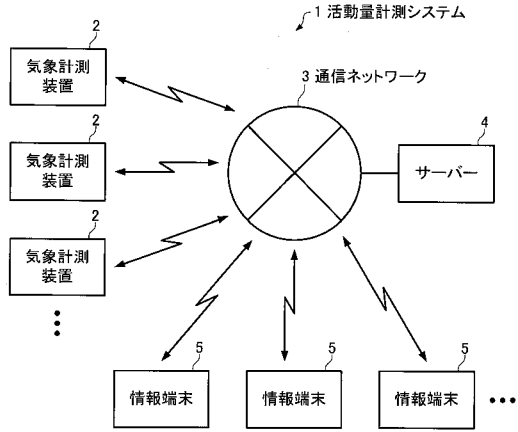 1 活動量計測システム
2
気象計測
装置
2
気象計測
装置
2
気象計測
装置
3 通信ネットワーク
4
サーバー
5
情報端末
5
情報端末
5
情報端末